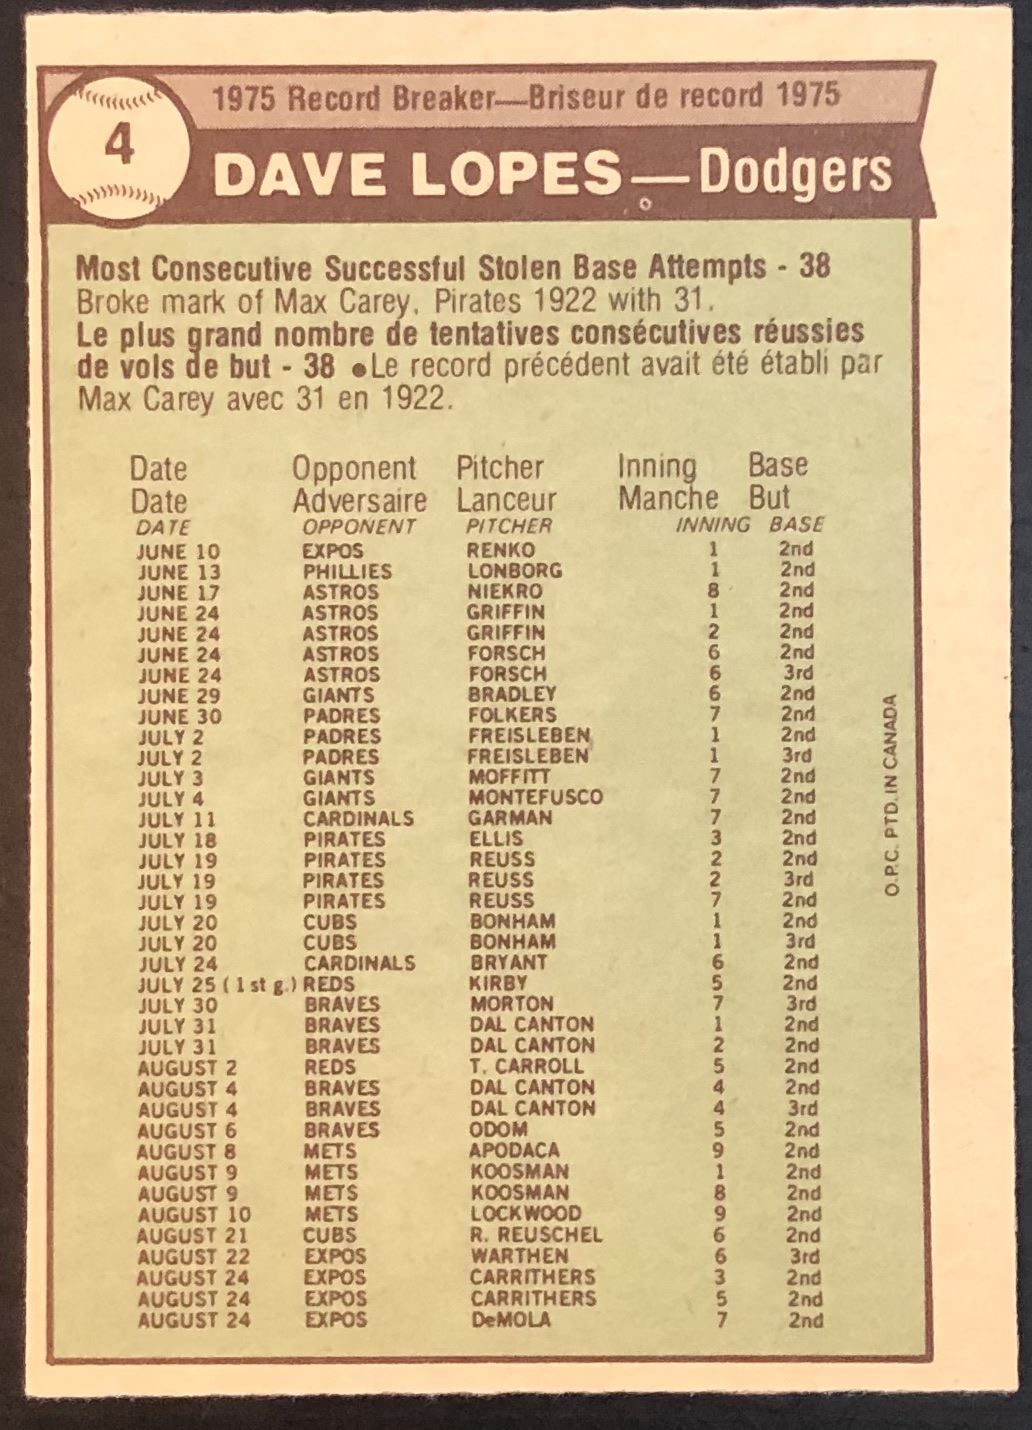 4
1975 Record Breaker—Briseur de record 1975
DAVE LOPES—Dodgers
Most Consecutive Successful Stolen Base Attempts - 38
Broke mark of Max Carey, Pirates 1922 with 31.
Le plus grand nombre de tentatives consécutives réussies
de vols de but - 38 ●Le record précédent avait été établi par
Max Carey avec 31 en 1922.
Date Opponent Pitcher Inning Base
Date Adversaire Lanceur Manche But
DATE OPPONENT PITCHER INNING BASE
JUNE 10 EXPOS RENKO 1 2nd
JUNE 13 PHILLIES LONBORG 1 2nd
JUNE 17 ASTROS NIEKRO 8 2nd
JUNE 24 ASTROS GRIFFIN 1 2nd
JUNE 24 ASTROS GRIFFIN 2 2nd
JUNE 24 ASTROS FORSCH 6 2nd
JUNE 24 ASTROS FORSCH 6 3rd
JUNE 29 GIANTS BRADLEY 6 2nd
JUNE 30 PADRES FOLKERS 7 2nd
JULY 2 PADRES FREISLEBEN 1 2nd
JULY 2 PADRES FREISLEBEN 1 3rd
JULY 3 GIANTS MOFFITT 7 2nd
JULY 4 GIANTS MONTEFUSCO 7 2nd
JULY 11 CARDINALS GARMAN 7 2nd
JULY 18 PIRATES ELLIS 3 2nd
JULY 19 PIRATES REUSS 2 2nd
JULY 19 PIRATES REUSS 2 3rd
JULY 19 PIRATES REUSS 7 2nd
JULY 20 CUBS BONHAM 1 2nd
JULY 20 CUBS BONHAM 1 3rd
JULY 24 CARDINALS BRYANT 6 2nd
JULY 25 (1st g.) REDS KIRBY 5 2nd
JULY 30 BRAVES MORTON 7 3rd
JULY 31 BRAVES DAL CANTON 1 2nd
JULY 31 BRAVES DAL CANTON 2 2nd
AUGUST 2 REDS T. CARROLL 5 2nd
AUGUST 4 BRAVES DAL CANTON 4 2nd
AUGUST 4 BRAVES DAL CANTON 4 3rd
AUGUST 6 BRAVES ODOM 5 2nd
AUGUST 8 METS APODACA 9 2nd
AUGUST 9 METS KOOSMAN 1 2nd
AUGUST 9 METS KOOSMAN 8 2nd
AUGUST 10 METS LOCKWOOD 9 2nd
AUGUST 21 CUBS R. REUSCHEL 6 2nd
AUGUST 22 EXPOS WARTHEN 6 3rd
AUGUST 24 EXPOS CARRITHERS 3 2nd
AUGUST 24 EXPOS CARRITHERS 5 2nd
AUGUST 24 EXPOS DeMOLA 7 2nd
O.P.C. PTD. IN CANADA